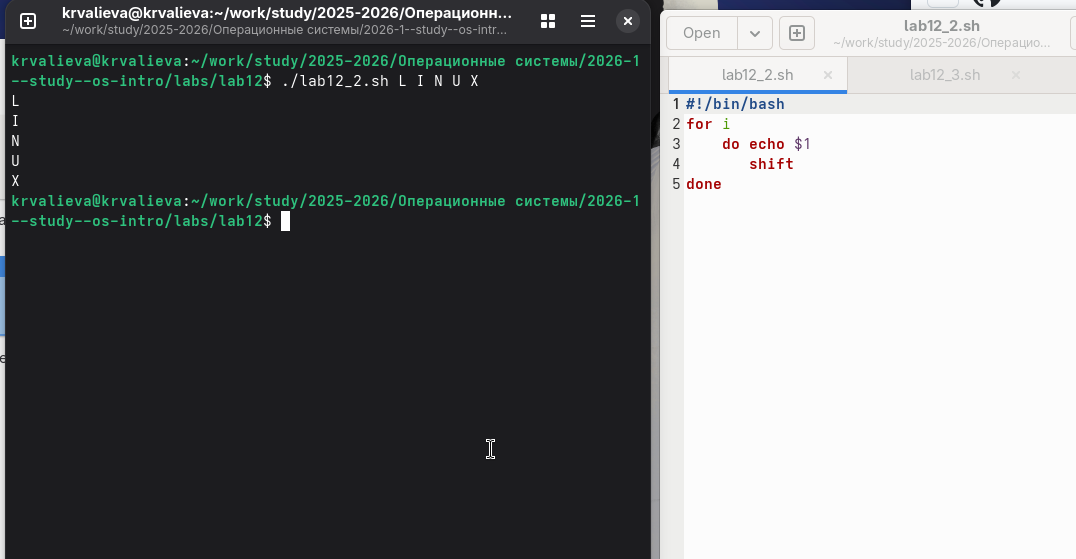 krvalieva@krvalieva:~/work/study/2025-2026/Операционн...
~/work/study/2025-2026/Операционные системы/2026-1--study--os-intr...
krvalieva@krvalieva:~/work/study/2025-2026/Операционные системы/2026-1
--study--os-intro/labs/lab12$ ./lab12_2.sh L I N U X
L
I
N
U
X
krvalieva@krvalieva:~/work/study/2025-2026/Операционные системы/2026-1
--study--os-intro/labs/lab12$
Open
lab12_2.sh
~/work/study/2025-2026/Операцио...
lab12_2.sh
lab12_3.sh
1 #!/bin/bash
2 for i
3     do echo $1
4        shift
5 done